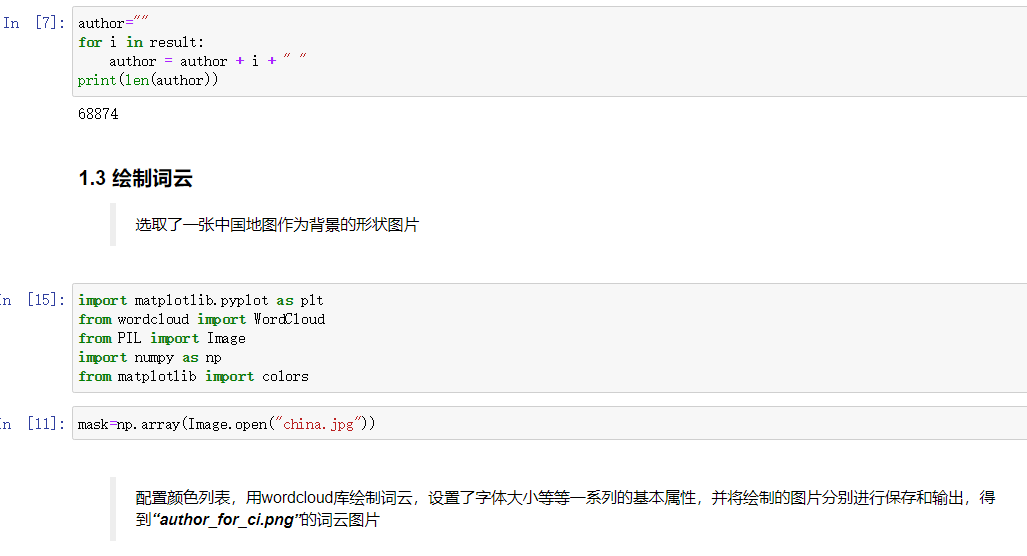 In [7]: author=""
for i in result:
author = author + i + " "
print(len(author))
68874
1.3 绘制词云
选取了一张中国地图作为背景的形状图片
In [15]: import matplotlib.pyplot as plt
from wordcloud import WordCloud
from PIL import Image
import numpy as np
from matplotlib import colors
In [11]: mask=np.array(Image.open("china.jpg"))
配置颜色列表，用wordcloud库绘制词云，设置了字体大小等等一系列的基本属性，并将绘制的图片分别进行保存和输出，得
到“author_for_ci.png”的词云图片